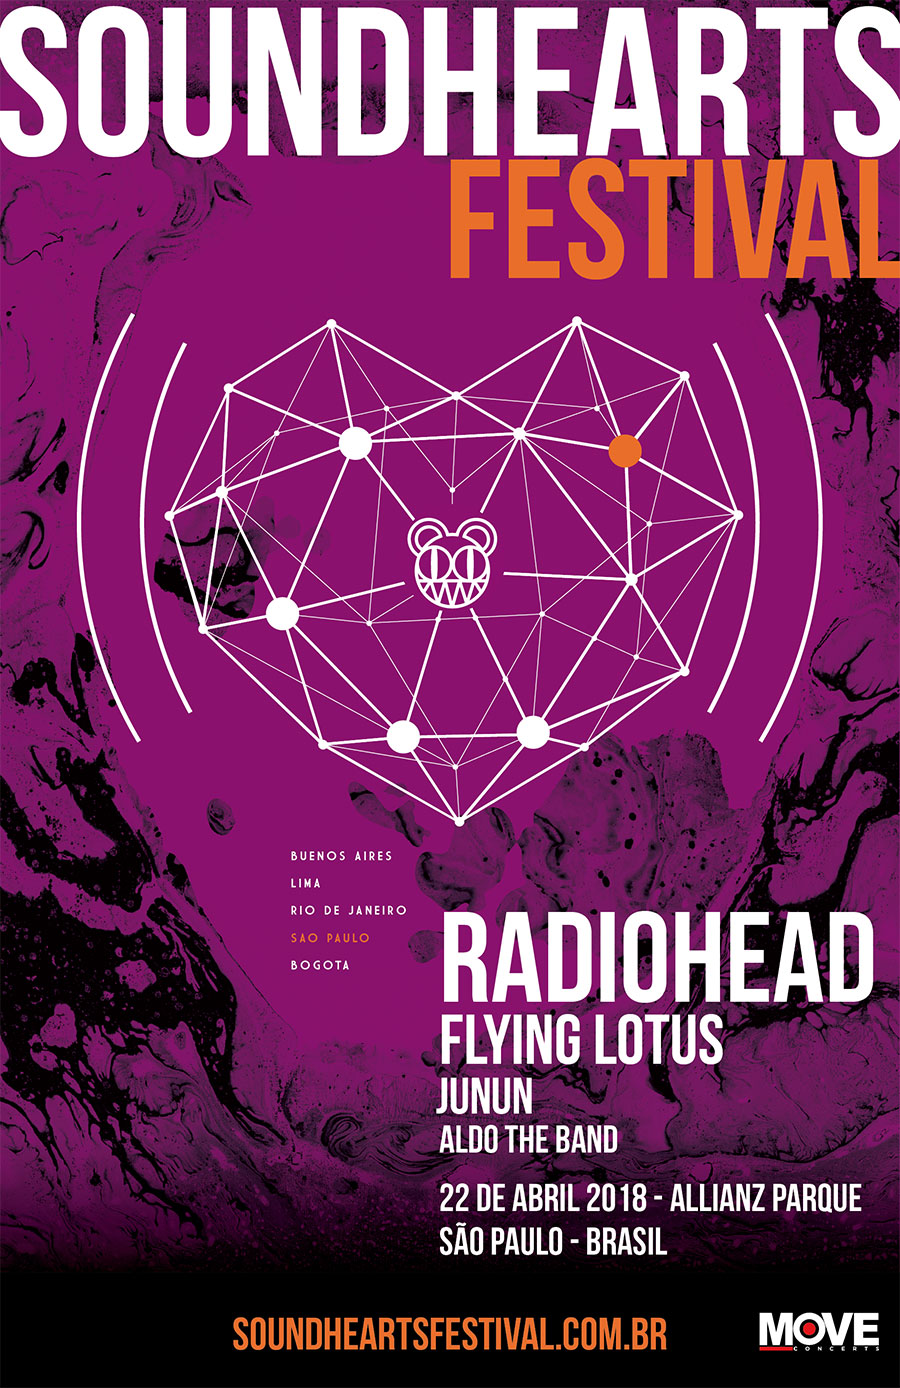 SOUNDHEARTS
FESTIVAL
BUENOS AIRES
LIMA
RIO DE JANEIRO
SAO PAULO
BOGOTA
RADIOHEAD
FLYING LOTUS
JUNUN
ALDO THE BAND
22 DE ABRIL 2018 - ALLIANZ PARQUE
SÃO PAULO - BRASIL
SOUNDHEARTSFESTIVAL.COM.BR
MOVE
CONCERTS